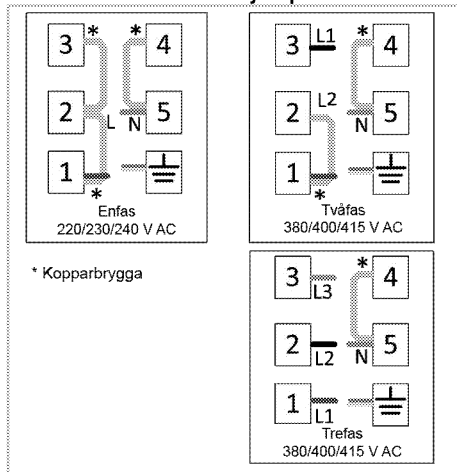 3 * * 4
2 L N 5
1 *
Enfas
220/230/240 V AC
3 L1 * 4
2 L2 N 5
1 *
Tvåfas
380/400/415 V AC
* Kopparbrygga
3 L3 * 4
2 L2 N 5
1 L1
Trefas
380/400/415 V AC